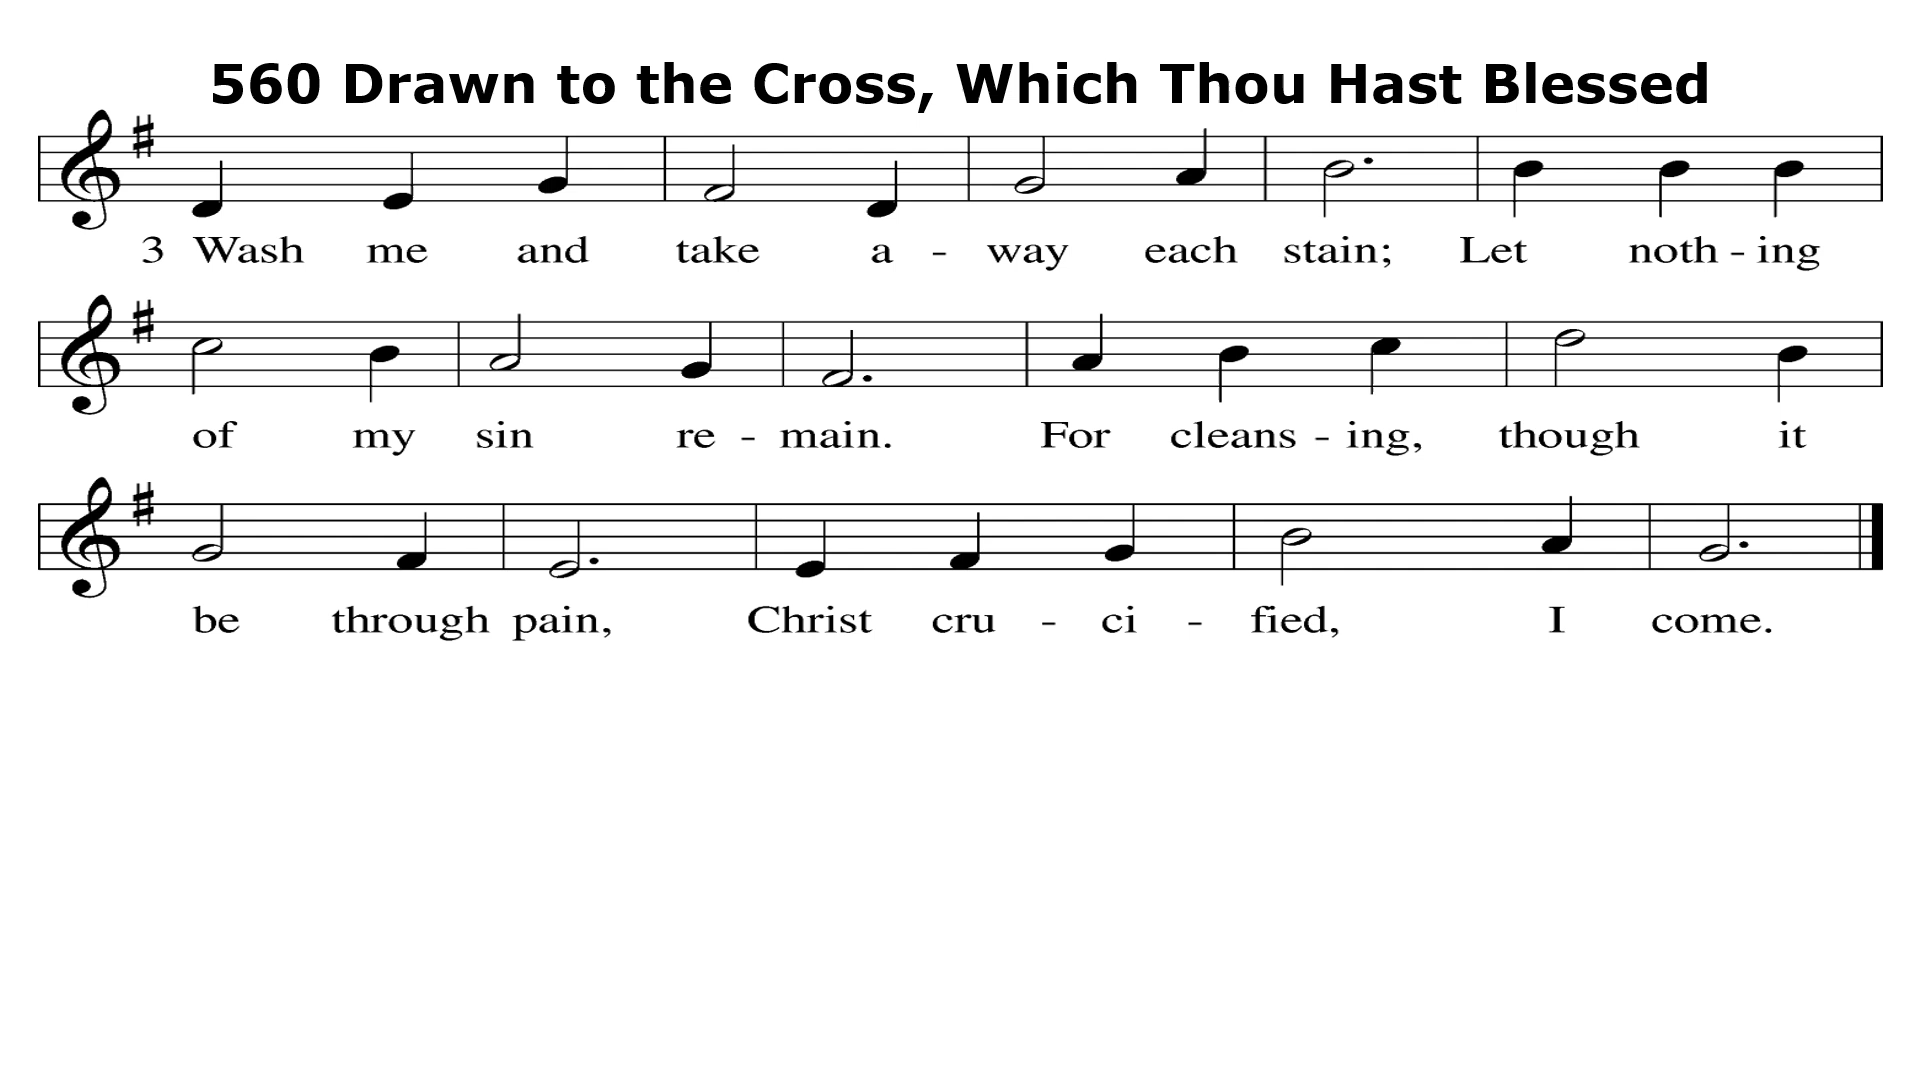 560 Drawn to the Cross, Which Thou Hast Blessed
3 Wash me and take a - way each stain; Let noth - ing
of my sin re - main. For cleans - ing, though it
be through pain, Christ cru - ci - fied, I come.